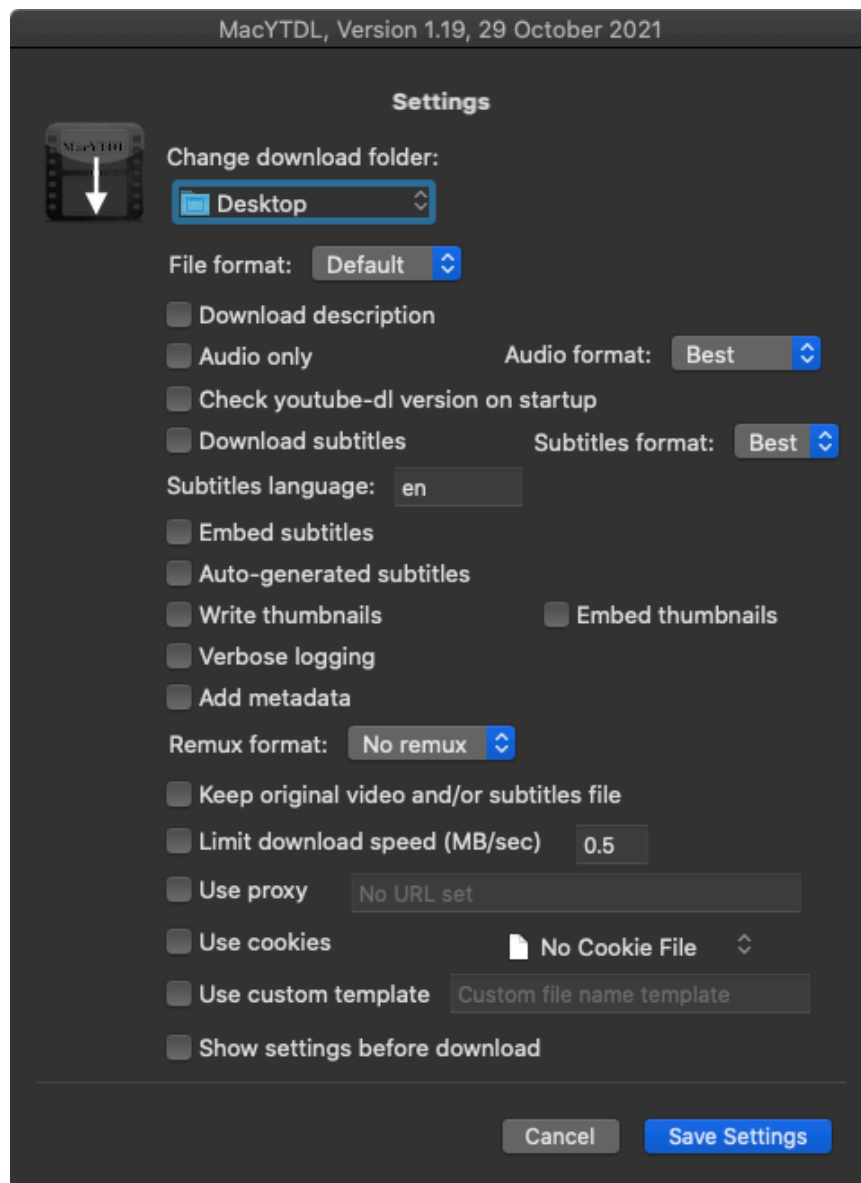 MacYTDL, Version 1.19, 29 October 2021
Settings
MacYTDL
Change download folder:
Desktop
File format: Default
Download description
Audio only Audio format: Best
Check youtube-dl version on startup
Download subtitles Subtitles format: Best
Subtitles language: en
Embed subtitles
Auto-generated subtitles
Write thumbnails Embed thumbnails
Verbose logging
Add metadata
Remux format: No remux
Keep original video and/or subtitles file
Limit download speed (MB/sec) 0.5
Use proxy No URL set
Use cookies No Cookie File
Use custom template Custom file name template
Show settings before download
Cancel Save Settings